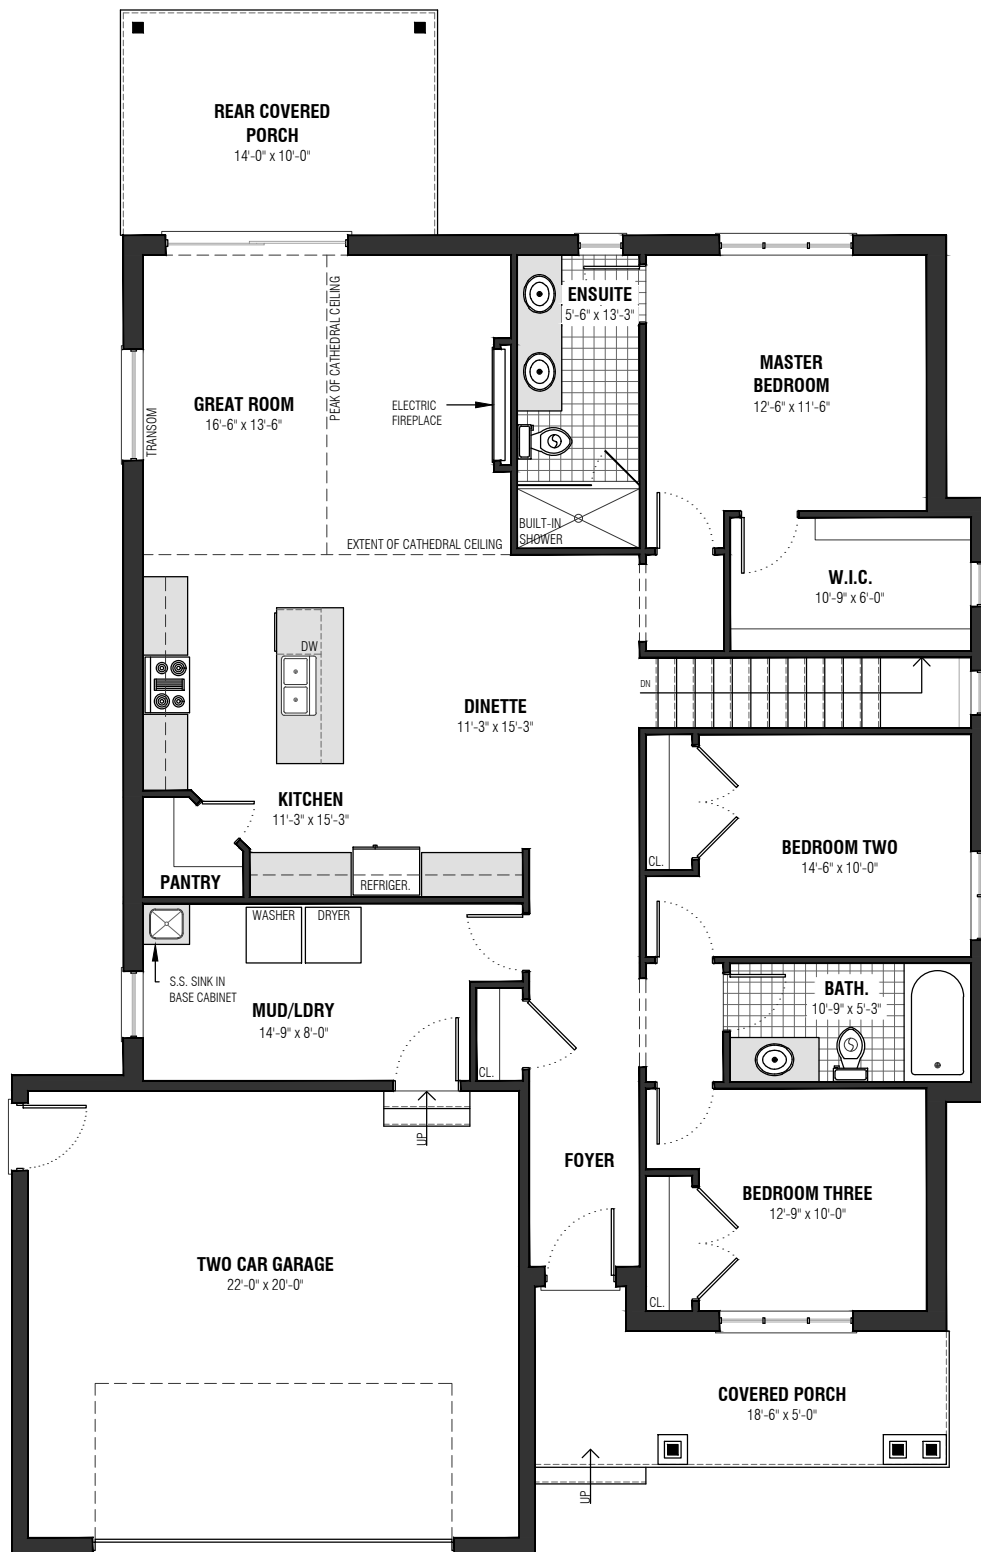 REAR COVERED
PORCH
14'-0" x 10'-0"
ENSUITE
5'-6" x 13'-3"
MASTER
BEDROOM
12'-6" x 11'-6"
PEAK OF CATHEDRAL CEILING
GREAT ROOM
16'-6" x 13'-6"
TRANSOM
ELECTRIC
FIREPLACE
BUILT-IN
SHOWER
EXTENT OF CATHEDRAL CEILING
W.I.C.
10'-9" x 6'-0"
DW
DN
DINETTE
11'-3" x 15'-3"
KITCHEN
11'-3" x 15'-3"
BEDROOM TWO
14'-6" x 10'-0"
CL.
PANTRY
REFRIGER.
WASHER
DRYER
S.S. SINK IN
BASE CABINET
MUD/LDRY
14'-9" x 8'-0"
BATH.
10'-9" x 5'-3"
CL.
UP
FOYER
BEDROOM THREE
12'-9" x 10'-0"
CL.
TWO CAR GARAGE
22'-0" x 20'-0"
COVERED PORCH
18'-6" x 5'-0"
UP